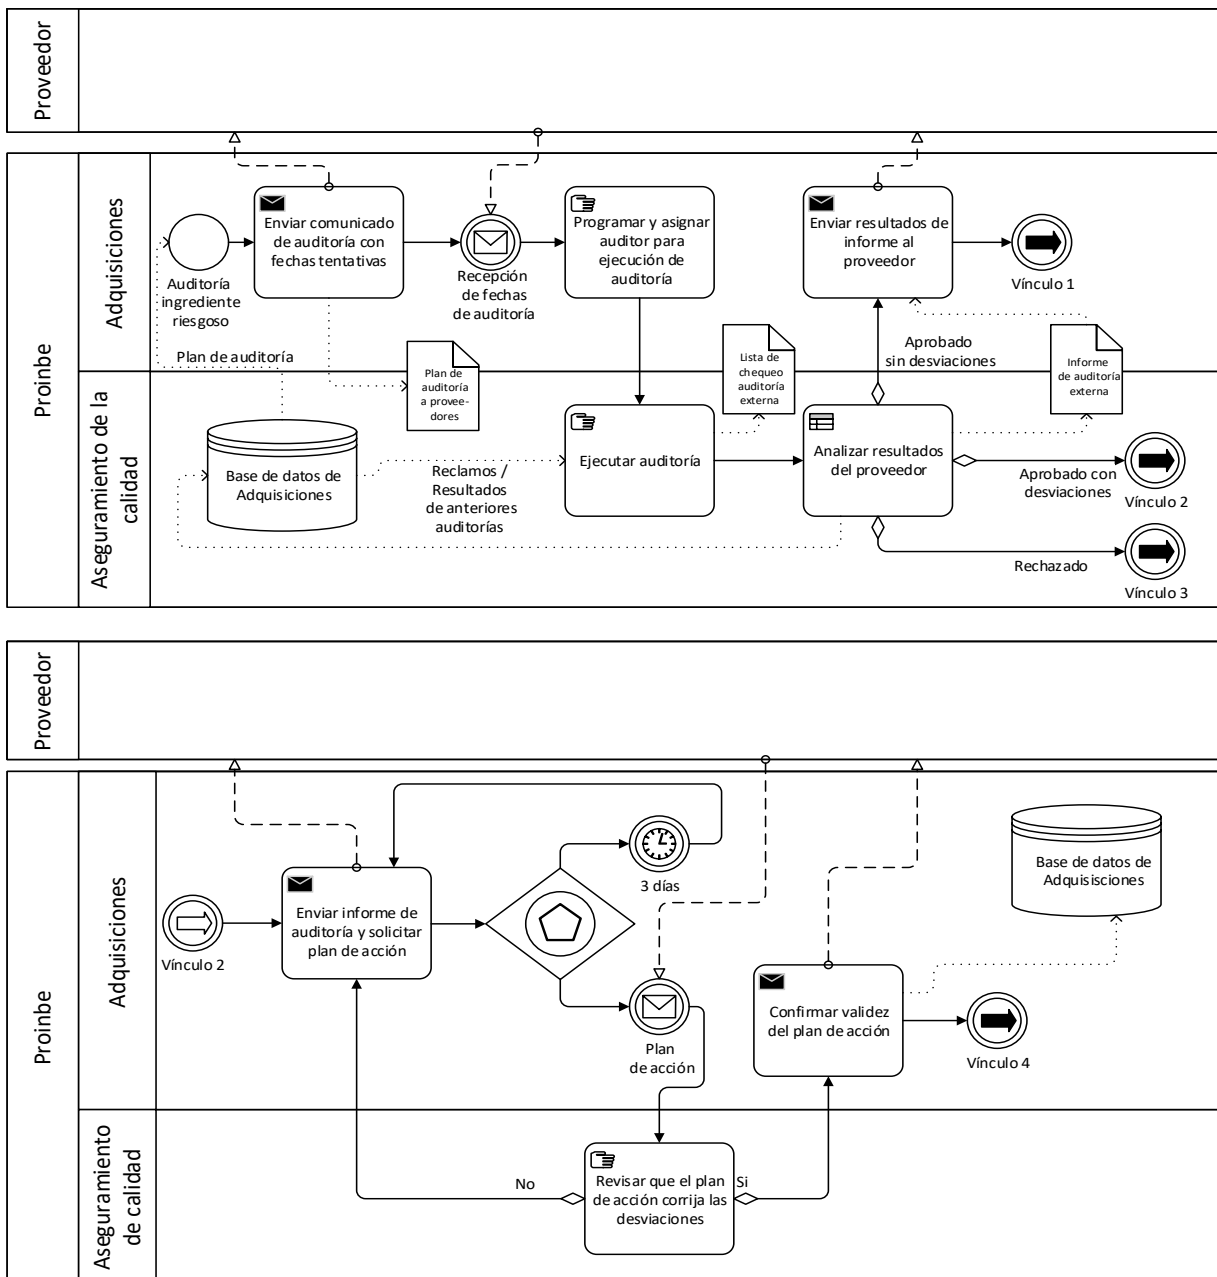 Proveedor
Proinbe
Adquisiciones
Aseguramiento de la
calidad
Auditoría
ingrediente
riesgoso
Enviar comunicado
de auditoría con
fechas tentativas
Recepción
de fechas
de auditoría
Programar y asignar
auditor para
ejecución de
auditoría
Enviar resultados de
informe al
proveedor
Vínculo 1
Plan de auditoría
Plan de
auditoría
a provee-
dores
Lista de
chequeo
auditoría
externa
Aprobado
sin desviaciones
Informe
de auditoría
externa
Base de datos de
Adquisiciones
Reclamos /
Resultados
de anteriores
auditorías
Ejecutar auditoría
Analizar resultados
del proveedor
Aprobado con
desviaciones
Vínculo 2
Rechazado
Vínculo 3
Proveedor
Proinbe
Adquisiciones
Aseguramiento
de calidad
Vínculo 2
Enviar informe de
auditoría y solicitar
plan de acción
3 días
Plan
de acción
Base de datos de
Adquisisciones
Confirmar validez
del plan de acción
Vínculo 4
No
Revisar que el plan
de acción corrija las
desviaciones
Si